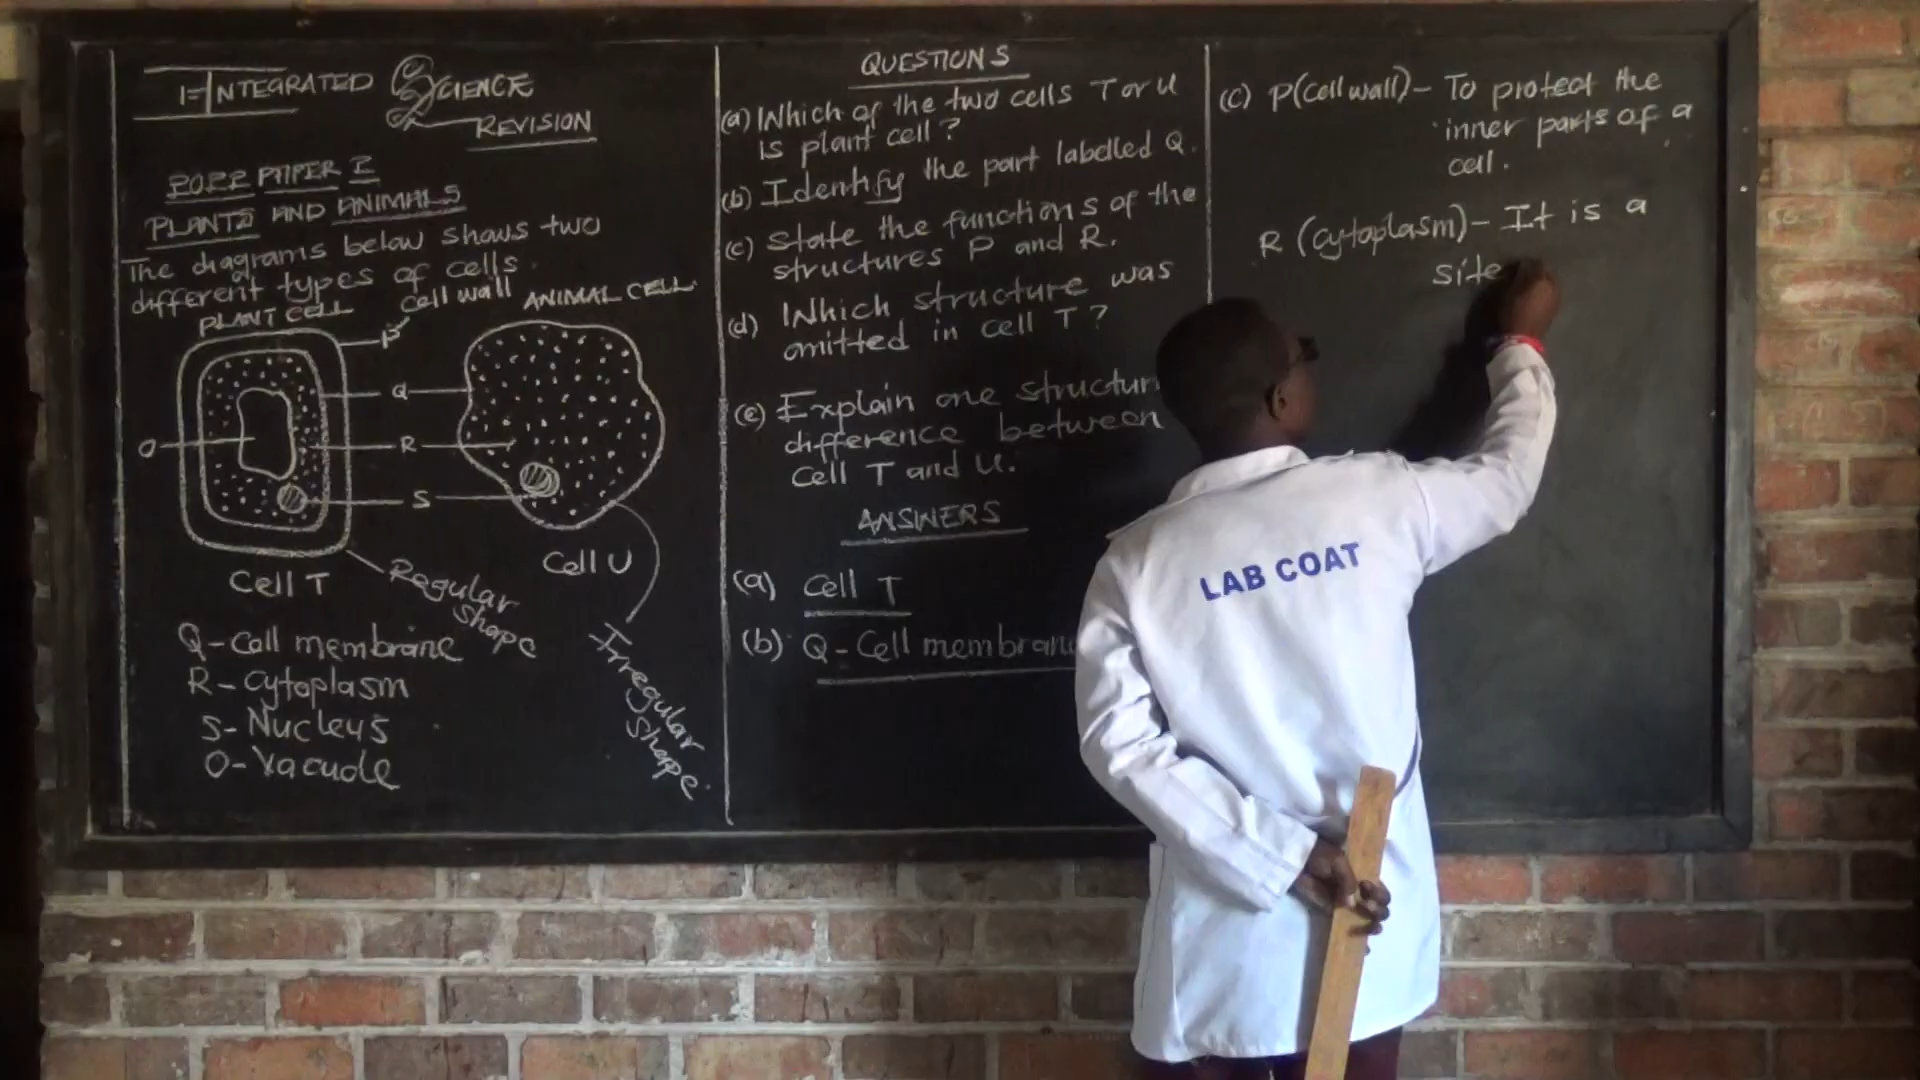 INTEGRATED SCIENCE
REVISION
PAPER 2
PLANTS AND ANIMALS
The diagrams below shows two
different types of cells.
PLANT CELL
cell wall
ANIMAL CELL
P
Q
O
R
S
Cell T
Cell U
Regular
Shape
Irregular
Shape
Q - Cell membrane
R - Cytoplasm
S - Nucleus
O - Vacuole
QUESTIONS
(a) Which of the two cells T or U
is plant cell?
(b) Identify the part labelled Q.
(c) State the functions of the
structures P and R.
(d) Which structure was
omitted in cell T?
(e) Explain one structur
difference between
Cell T and U.
ANSWERS
(a) Cell T
(b) Q - Cell membran
(c) P (cell wall) - To protect the
inner parts of a
cell.
R (cytoplasm) - It is a
site
LAB COAT